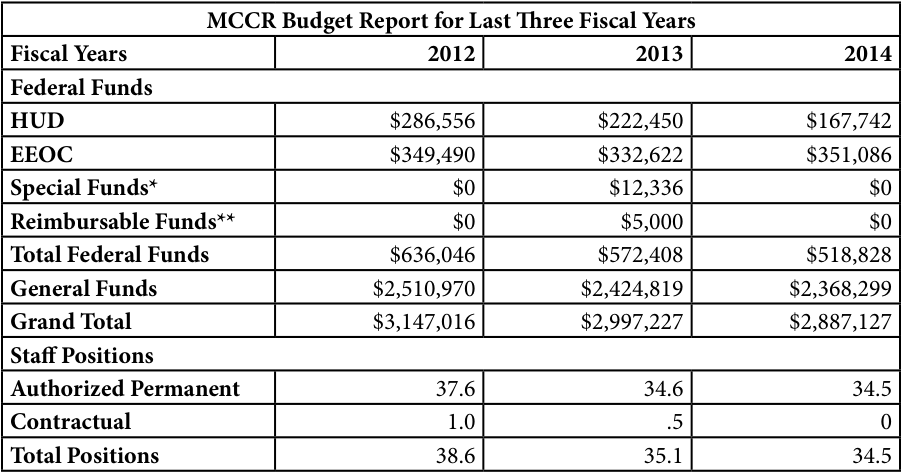 MCCR Budget Report for Last Three Fiscal Years
Fiscal Years 2012 2013 2014
Federal Funds
HUD $286,556 $222,450 $167,742
EEOC $349,490 $332,622 $351,086
Special Funds* $0 $12,336 $0
Reimbursable Funds** $0 $5,000 $0
Total Federal Funds $636,046 $572,408 $518,828
General Funds $2,510,970 $2,424,819 $2,368,299
Grand Total $3,147,016 $2,997,227 $2,887,127
Staff Positions
Authorized Permanent 37.6 34.6 34.5
Contractual 1.0 .5 0
Total Positions 38.6 35.1 34.5